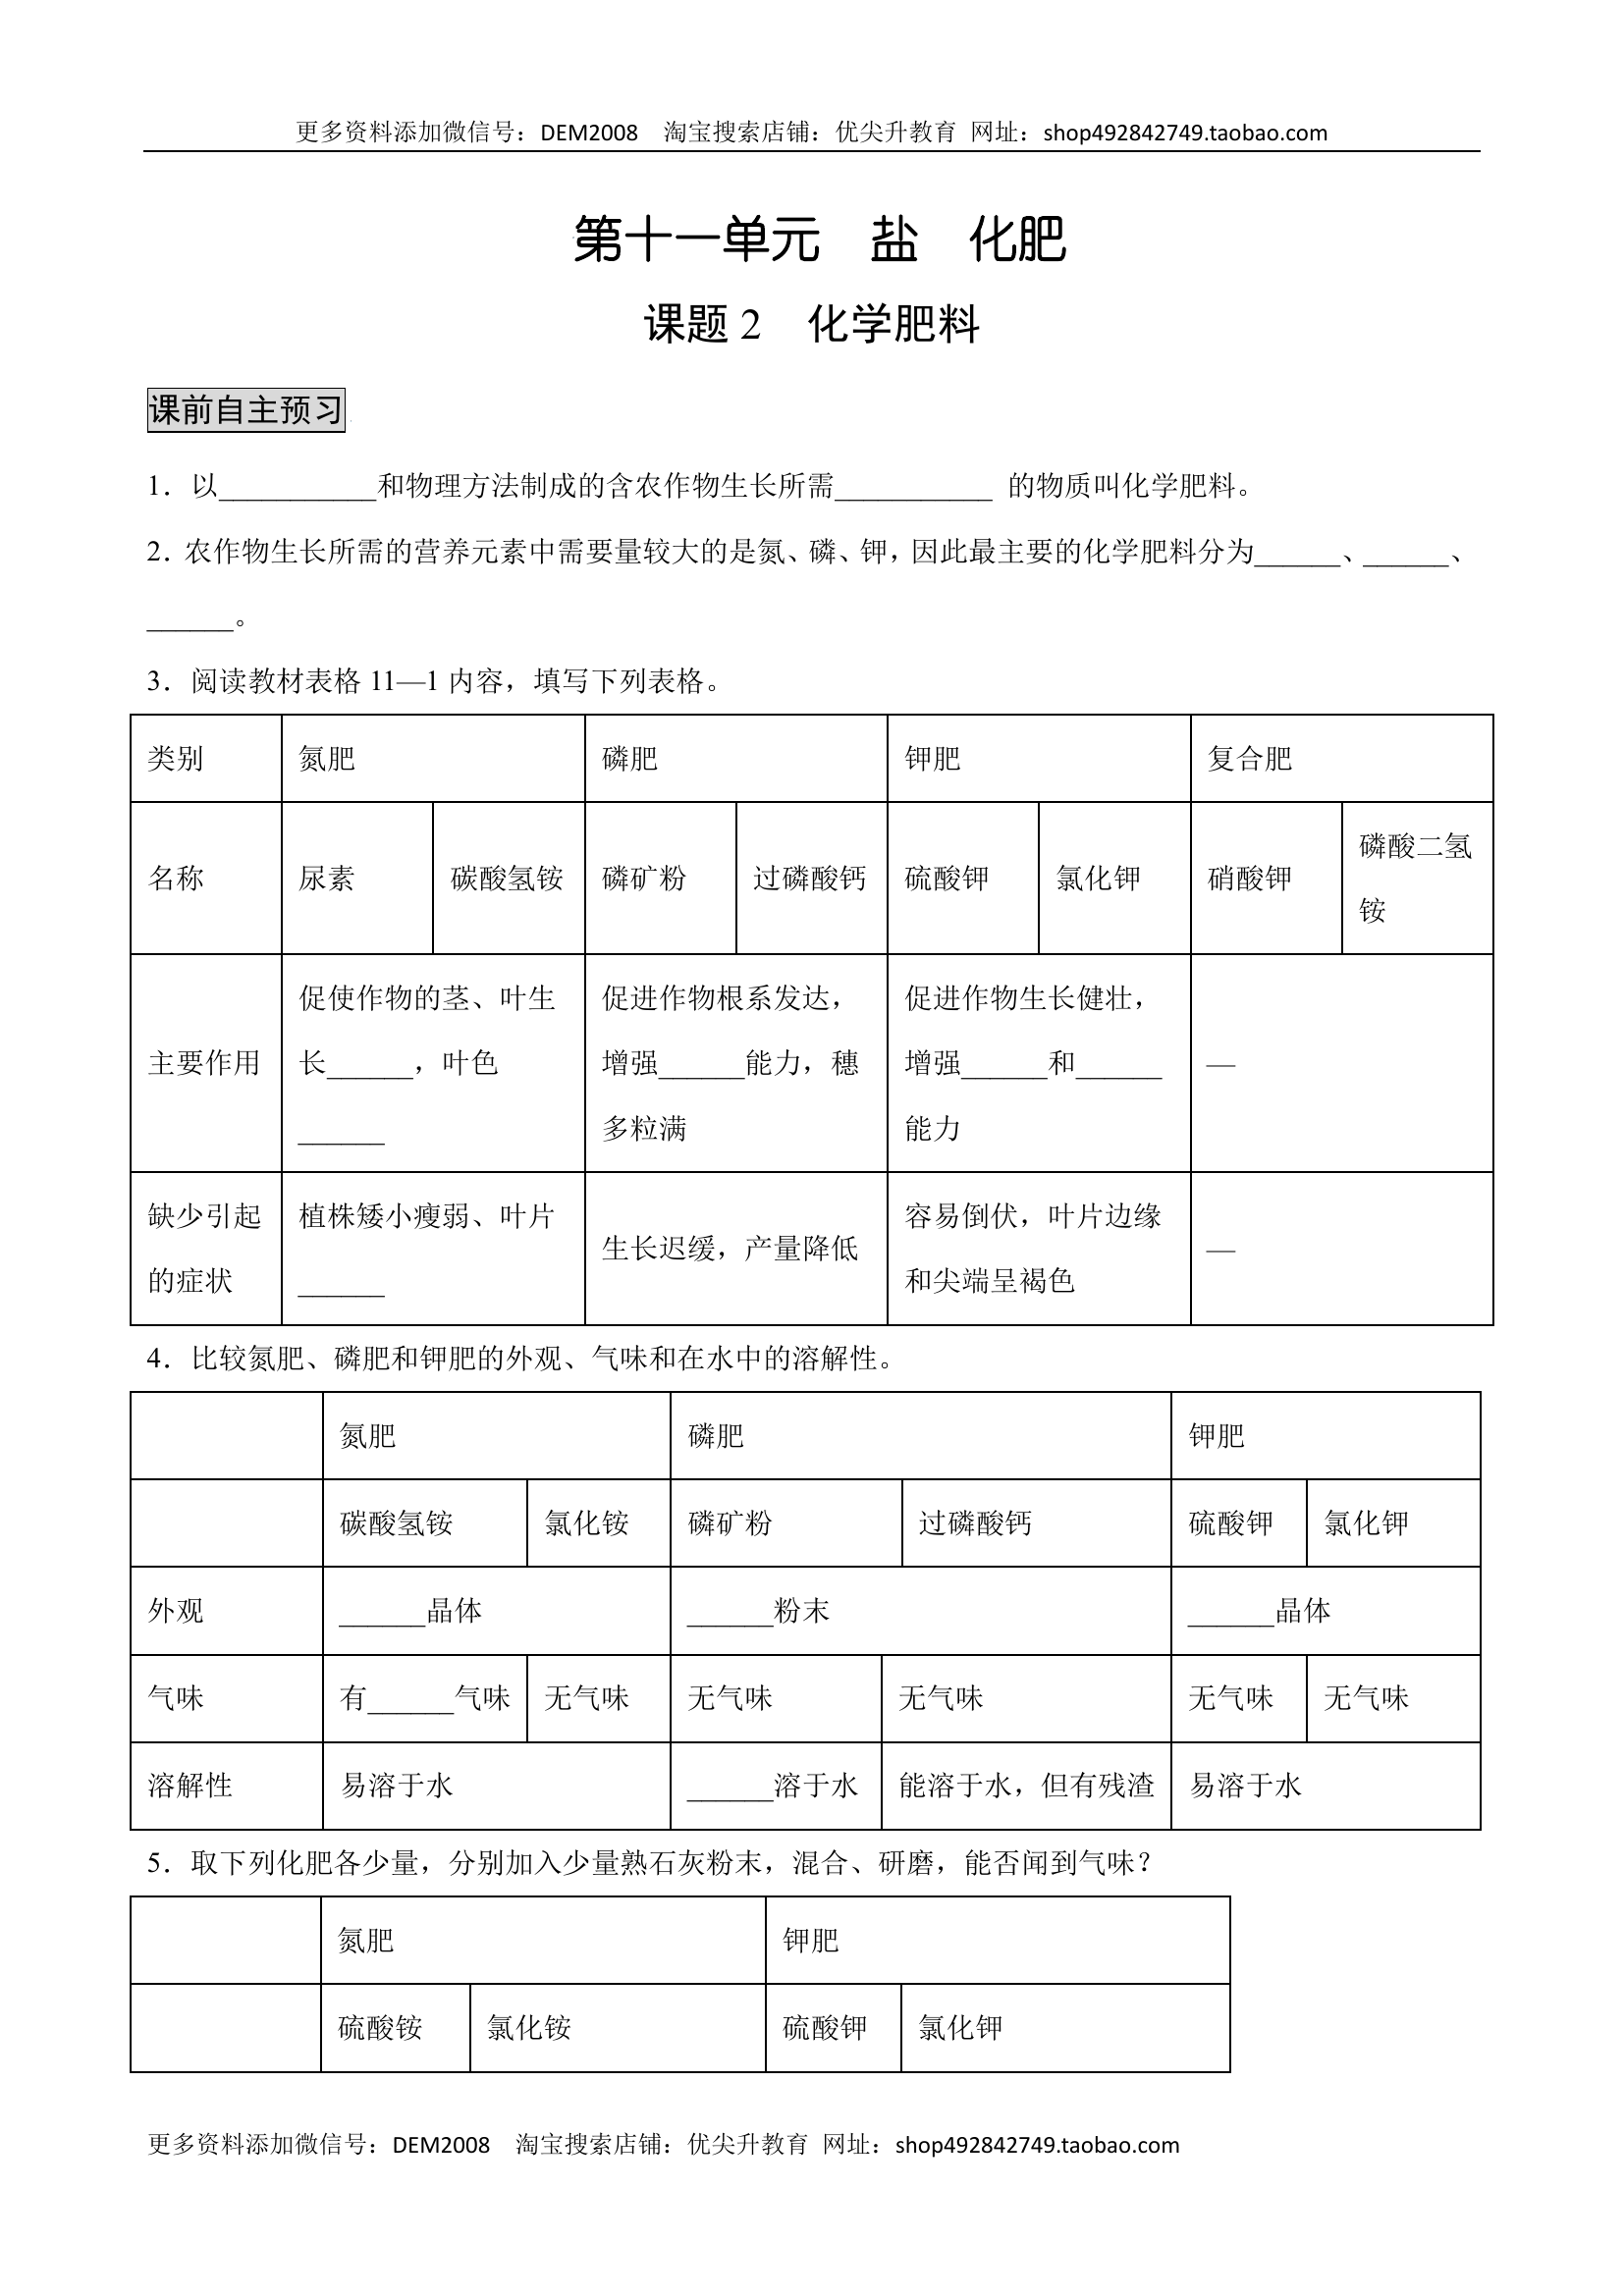 更多资料添加微信号：DEM2008 淘宝搜索店铺：优尖升教育 网址：shop492842749.taobao.com
第十一单元 盐 化肥
课题 2 化学肥料
课前自主预习
1．以___________和物理方法制成的含农作物生长所需___________ 的物质叫化学肥料。
2．农作物生长所需的营养元素中需要量较大的是氮、磷、钾，因此最主要的化学肥料分为______、______、
______。
3．阅读教材表格 11—1 内容，填写下列表格。
类别 氮肥 磷肥 钾肥 复合肥
名称 尿素 碳酸氢铵 磷矿粉 过磷酸钙 硫酸钾 氯化钾 硝酸钾 磷酸二氢
铵
主要作用
促使作物的茎、叶生
长______，叶色
______
促进作物根系发达，
增强______能力，穗
多粒满
促进作物生长健壮，
增强______和______
能力
—
缺少引起
的症状
植株矮小瘦弱、叶片
______
生长迟缓，产量降低
容易倒伏，叶片边缘
和尖端呈褐色
—
4．比较氮肥、磷肥和钾肥的外观、气味和在水中的溶解性。
氮肥 磷肥 钾肥
碳酸氢铵 氯化铵 磷矿粉 过磷酸钙 硫酸钾 氯化钾
外观 ______晶体 ______粉末 ______晶体
气味 有______气味 无气味 无气味 无气味 无气味 无气味
溶解性 易溶于水 ______溶于水 能溶于水，但有残渣 易溶于水
5．取下列化肥各少量，分别加入少量熟石灰粉末，混合、研磨，能否闻到气味？
氮肥 钾肥
硫酸铵 氯化铵 硫酸钾 氯化钾
更多资料添加微信号：DEM2008 淘宝搜索店铺：优尖升教育 网址：shop492842749.taobao.com